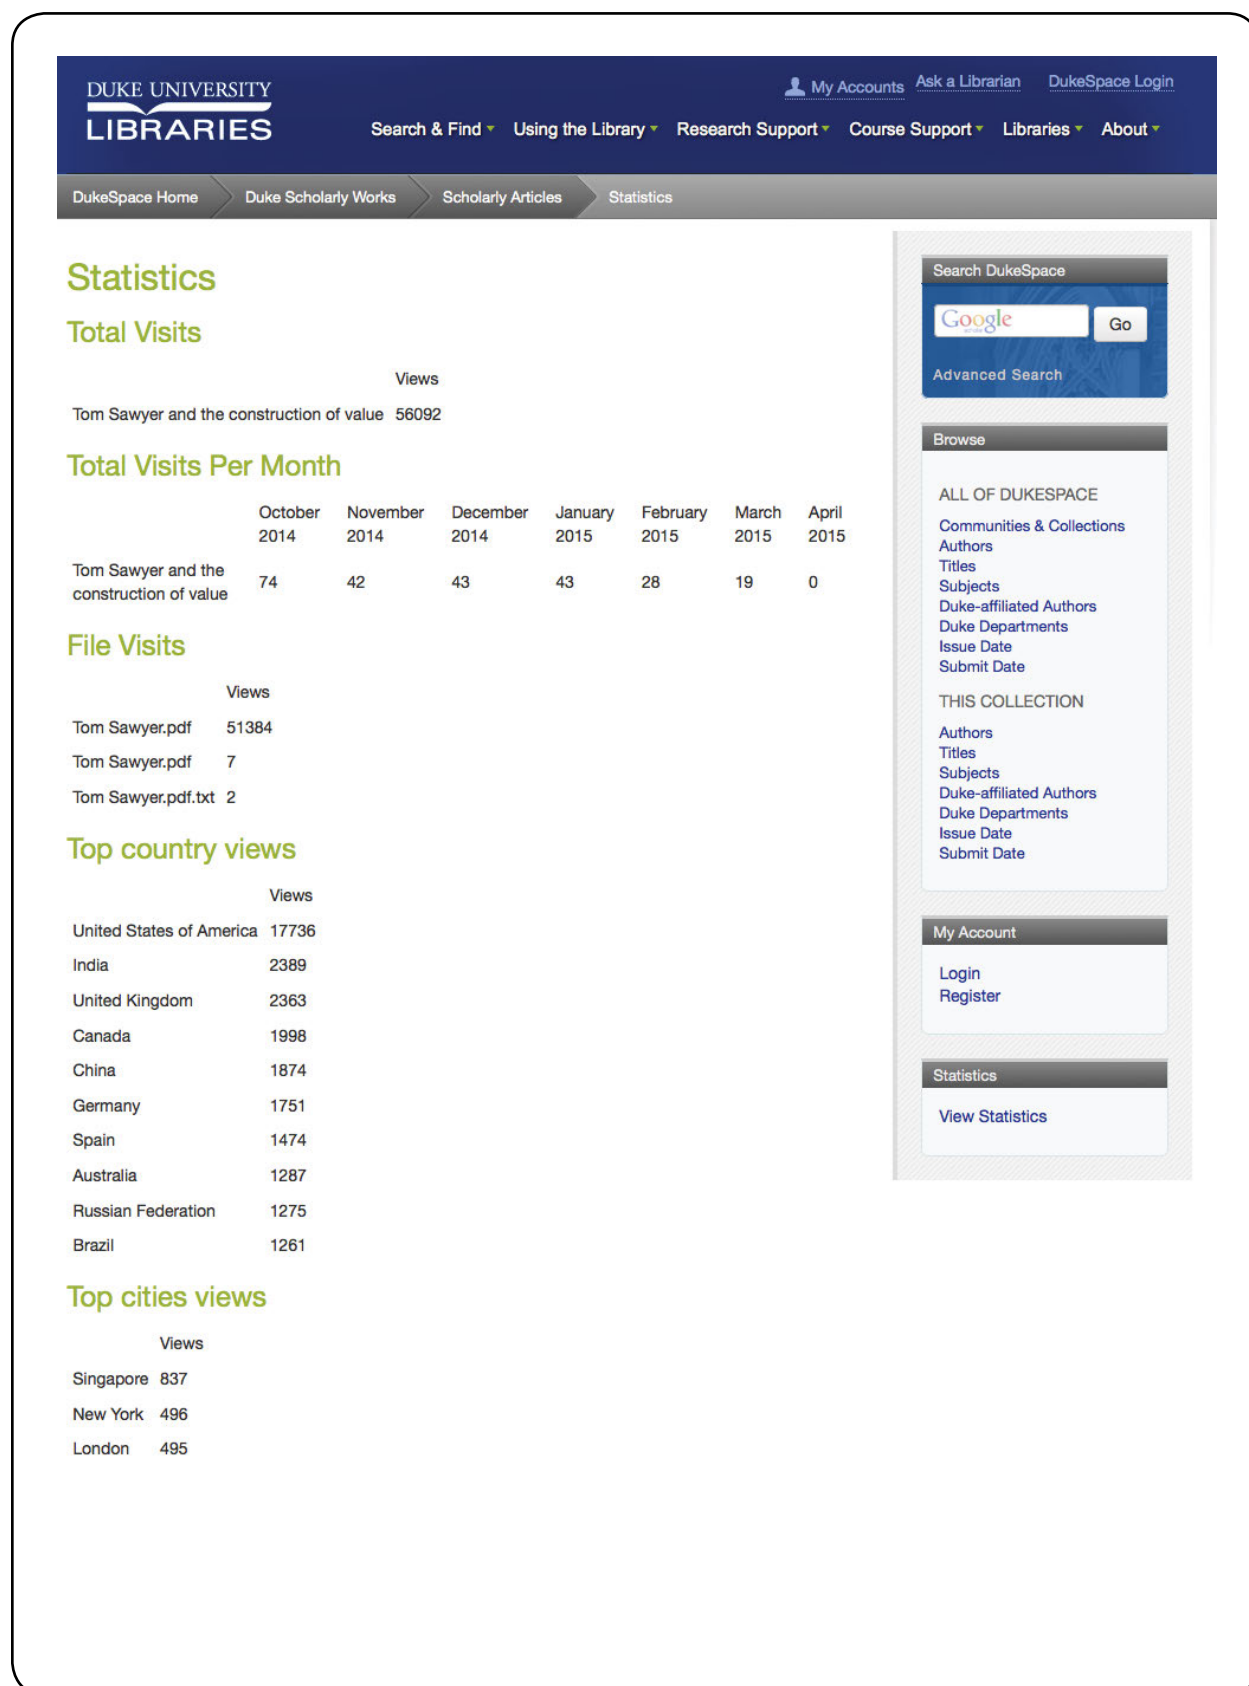 DUKE UNIVERSITY
LIBRARIES
My Accounts Ask a Librarian DukeSpace Login
Search & Find Using the Library Research Support Course Support Libraries About
DukeSpace Home Duke Scholarly Works Scholarly Articles Statistics
Statistics
Total Visits
Views
Tom Sawyer and the construction of value 56092
Total Visits Per Month
October November December January February March April
2014 2014 2014 2015 2015 2015 2015
Tom Sawyer and the
construction of value 74 42 43 43 28 19 0
File Visits
Views
Tom Sawyer.pdf 51384
Tom Sawyer.pdf 7
Tom Sawyer.pdf.txt 2
Top country views
Views
United States of America 17736
India 2389
United Kingdom 2363
Canada 1998
China 1874
Germany 1751
Spain 1474
Australia 1287
Russian Federation 1275
Brazil 1261
Top cities views
Views
Singapore 837
New York 496
London 495
Search DukeSpace
Google Go
Advanced Search
Browse
ALL OF DUKESPACE
Communities & Collections
Authors
Titles
Subjects
Duke-affiliated Authors
Duke Departments
Issue Date
Submit Date
THIS COLLECTION
Authors
Titles
Subjects
Duke-affiliated Authors
Duke Departments
Issue Date
Submit Date
My Account
Login
Register
Statistics
View Statistics